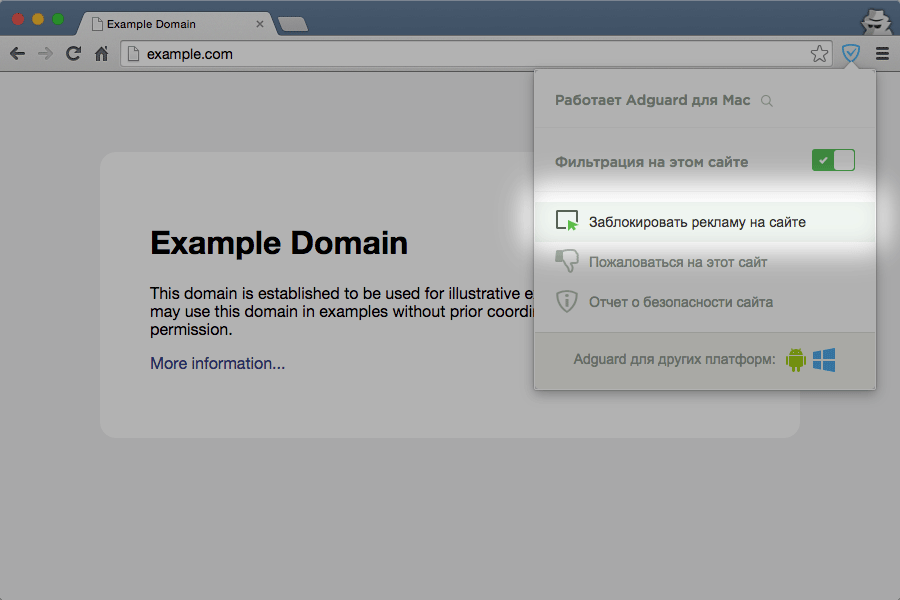 Example Domain
example.com
Работает Adguard для Mac
Фильтрация на этом сайте
Заблокировать рекламу на сайте
Пожаловаться на этот сайт
Отчет о безопасности сайта
Adguard для других платформ:
Example Domain
This domain is established to be used for illustrative e
may use this domain in examples without prior coordi
permission.
More information...